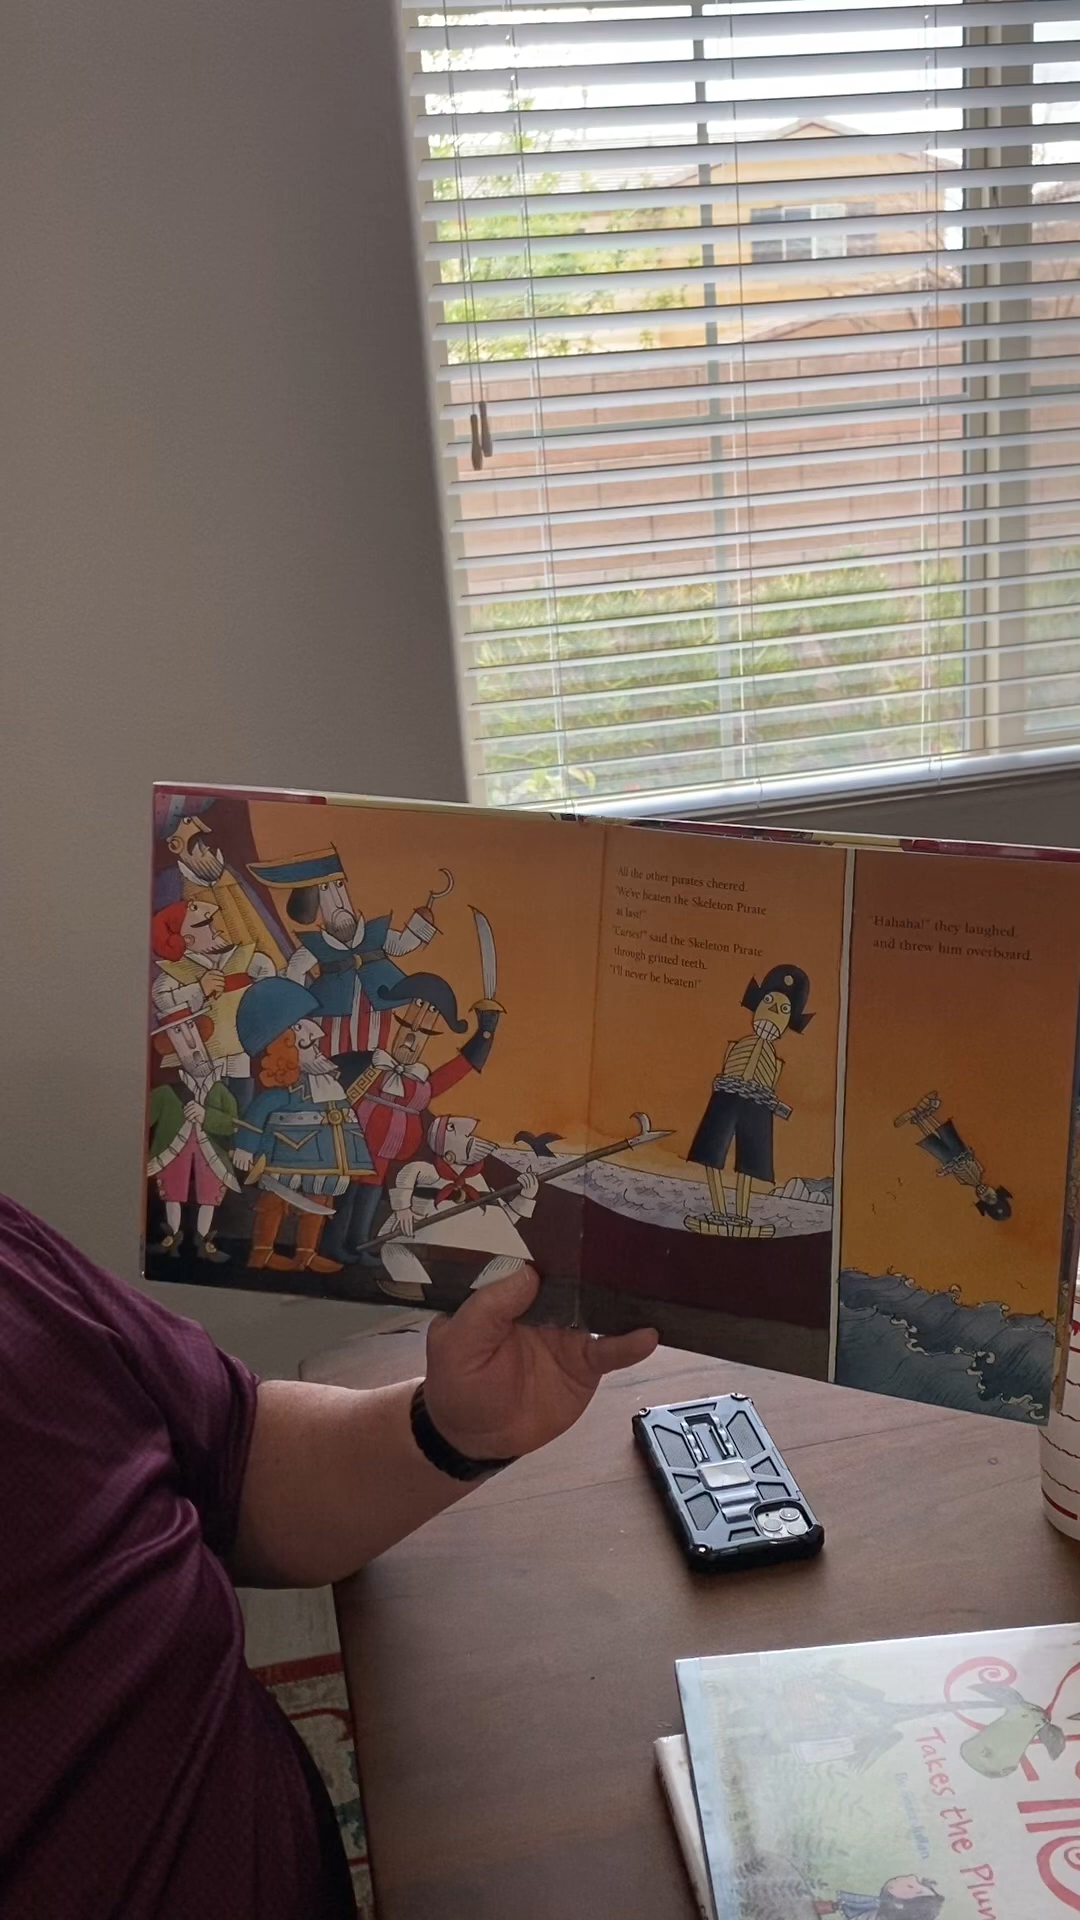 All the other pirates cheered.
"We've beaten the Skeleton Pirate
at last!"
"Curses!" said the Skeleton Pirate
through gritted teeth.
"I'll never be beaten!"
"Hahaha!" they laughed,
and threw him overboard.
Takes the Plun